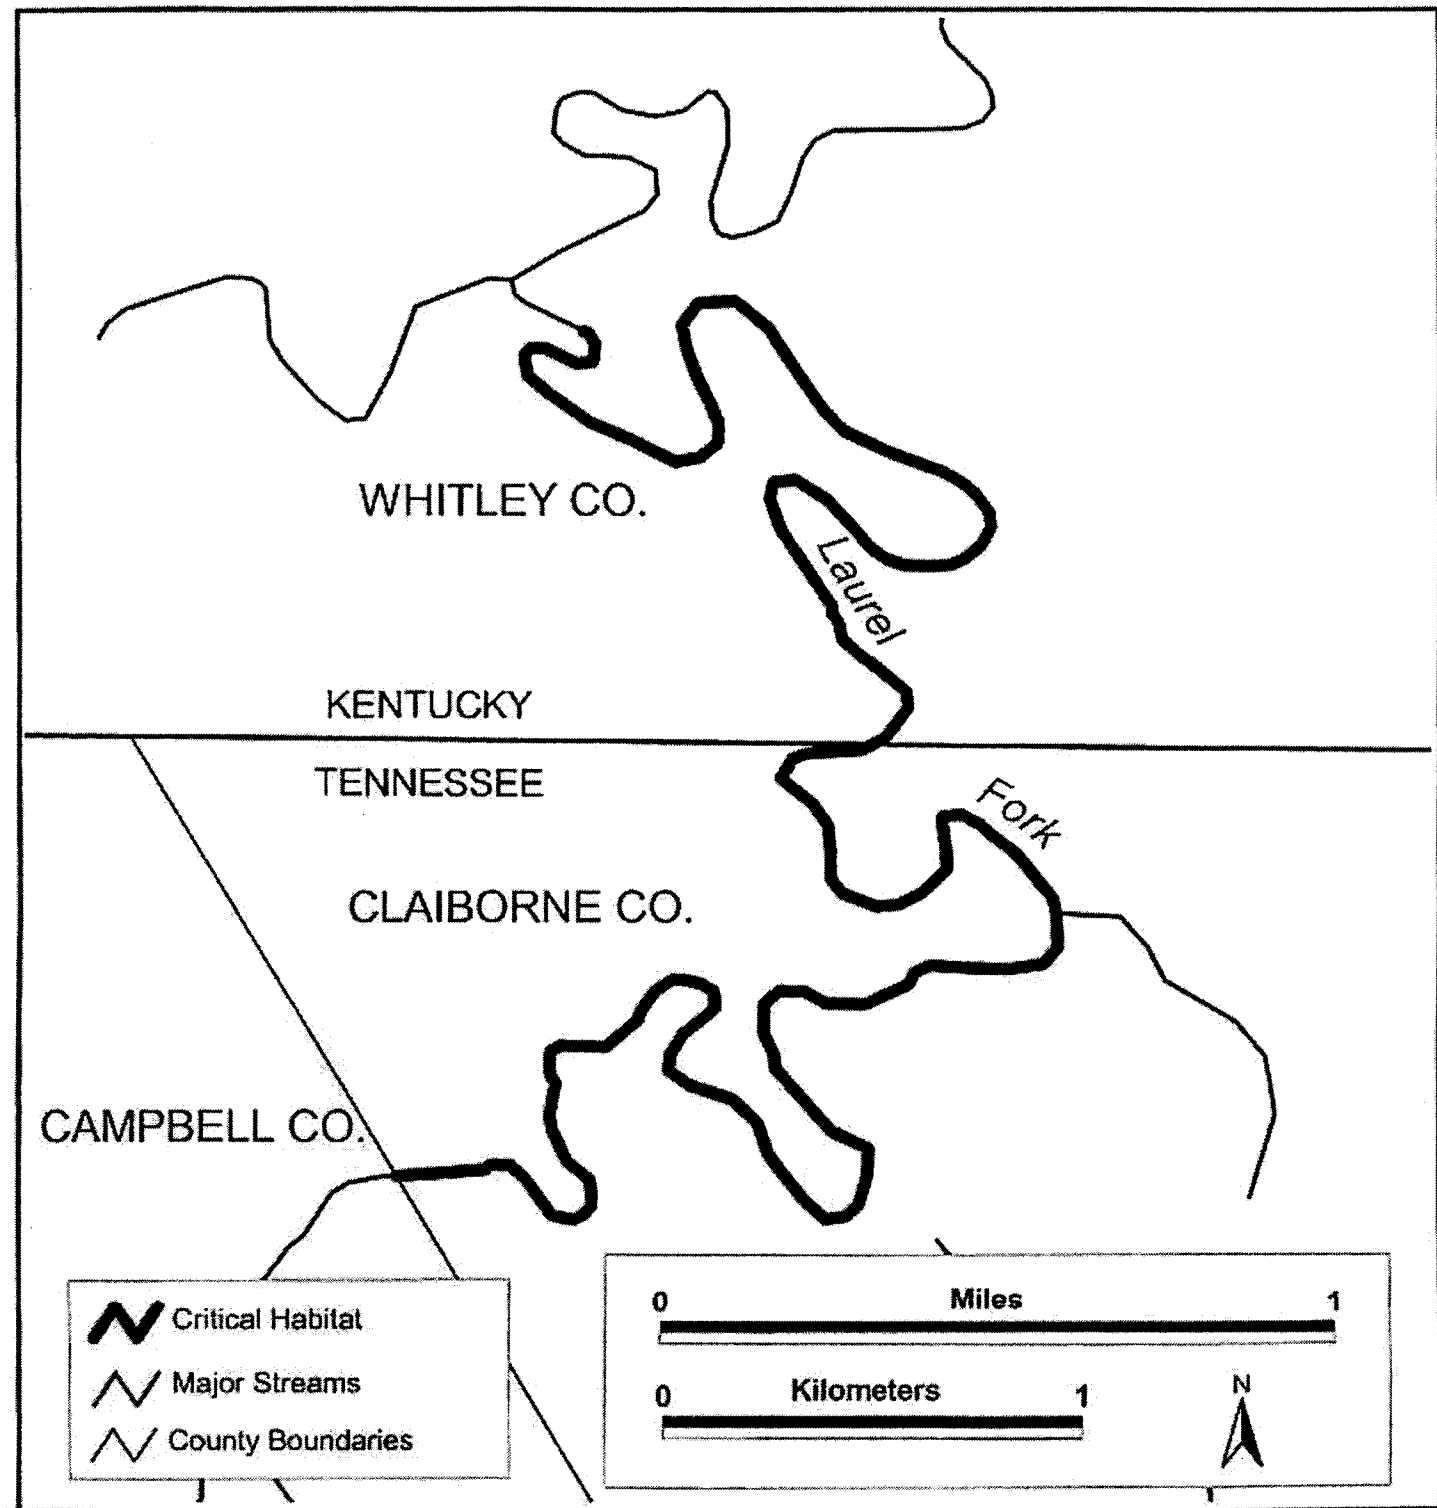 WHITLEY CO.
Laurel
KENTUCKY
TENNESSEE
Fork
CLAIBORNE CO.
CAMPBELL CO.
Critical Habitat
Major Streams
County Boundaries
0 Miles 1
0 Kilometers 1
N